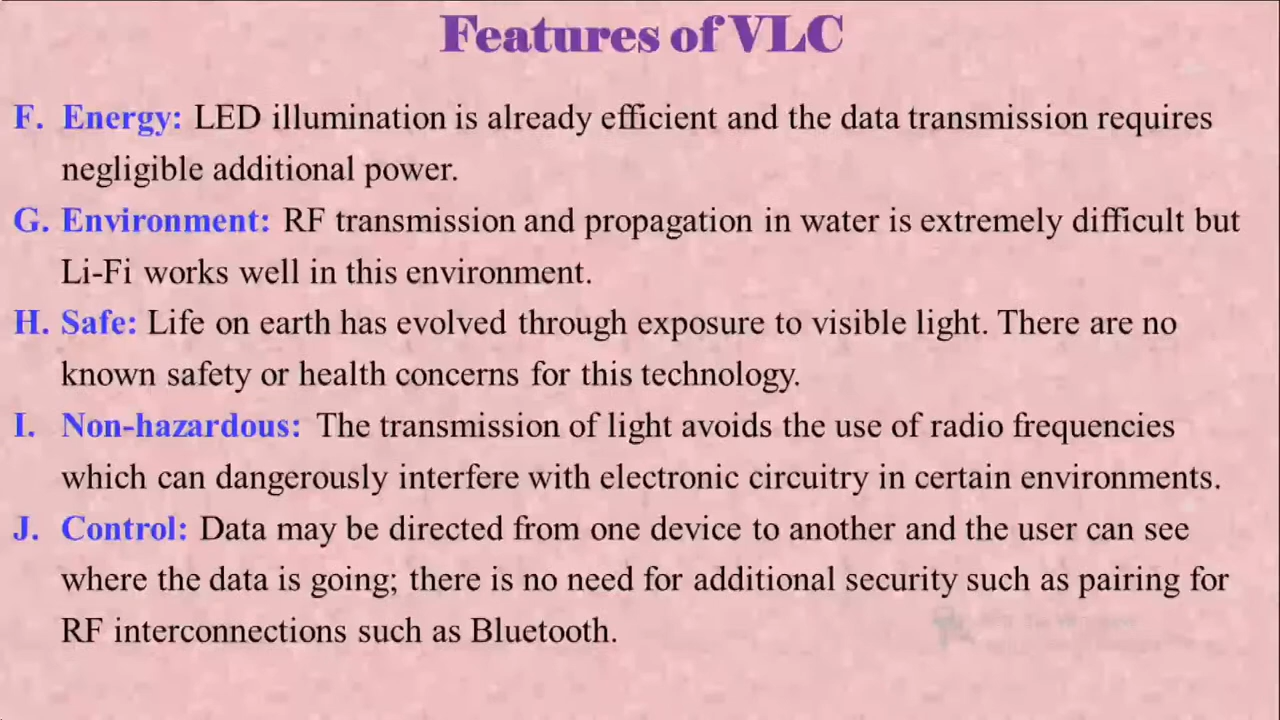 Features of VLC
F. Energy: LED illumination is already efficient and the data transmission requires
negligible additional power.
G. Environment: RF transmission and propagation in water is extremely difficult but
Li-Fi works well in this environment.
H. Safe: Life on earth has evolved through exposure to visible light. There are no
known safety or health concerns for this technology.
I. Non-hazardous: The transmission of light avoids the use of radio frequencies
which can dangerously interfere with electronic circuitry in certain environments.
J. Control: Data may be directed from one device to another and the user can see
where the data is going; there is no need for additional security such as pairing for
RF interconnections such as Bluetooth.